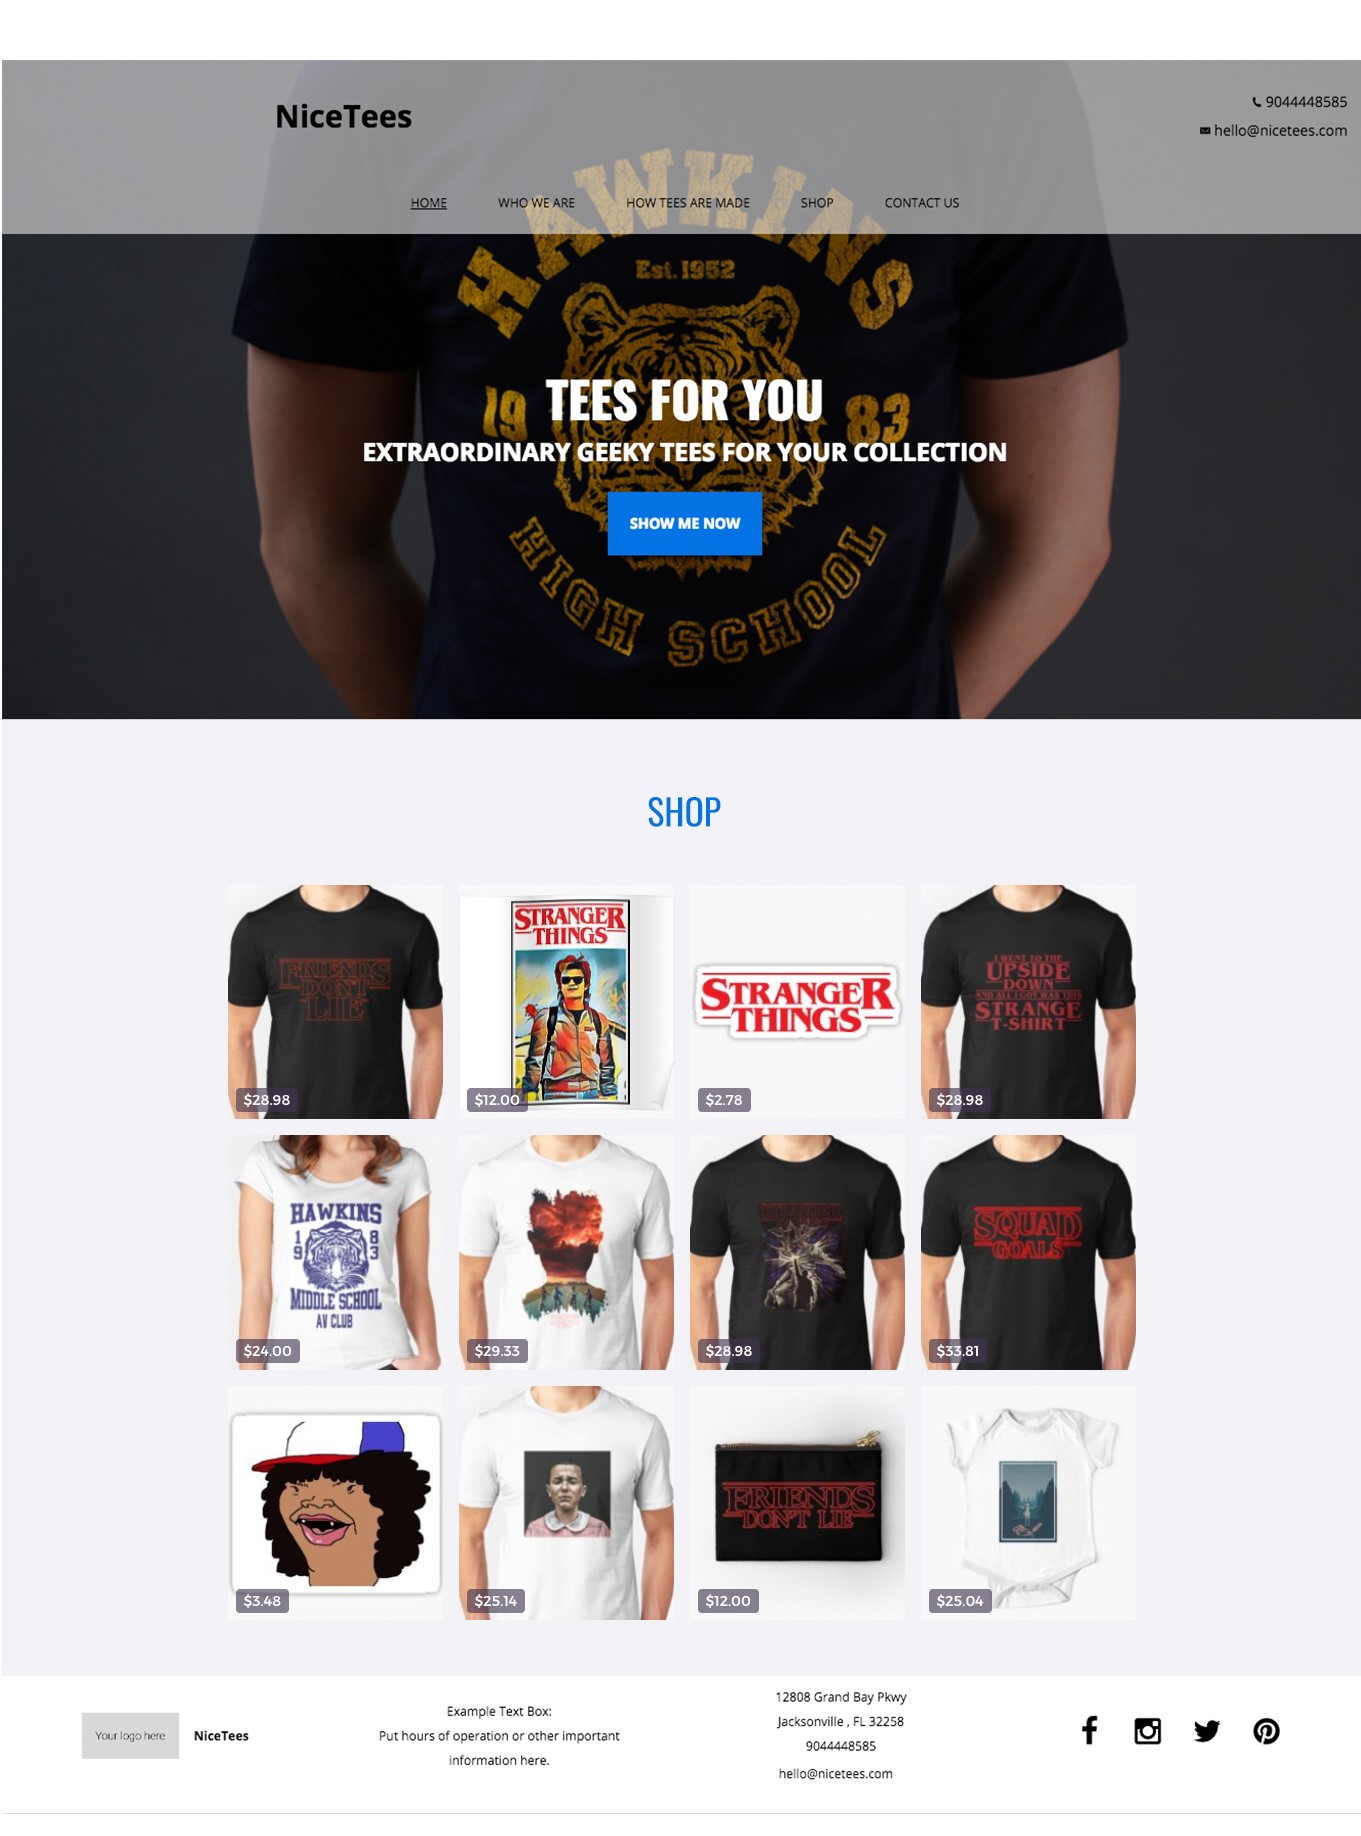 NiceTees
9044448585
hello@nicetees.com
HOME WHO WE ARE HOW TEES ARE MADE SHOP CONTACT US
HAWKINS
Est. 1952
19 83
TEES FOR YOU
EXTRAORDINARY GEEKY TEES FOR YOUR COLLECTION
SHOW ME NOW
HIGH SCHOOL
SHOP
FRIENDS
DON'T
LIE
$28.98
STRANGER
THINGS
$12.00
STRANGER
THINGS
$2.78
I WENT TO THE
UPSIDE
DOWN
AND ALL I GOT WAS THIS
STRANGE
T-SHIRT
$28.98
HAWKINS
1 8
9 3
MIDDLE SCHOOL
AV CLUB
$24.00
$29.33
$28.98
SQUAD
GOALS
$33.81
$3.48
$25.14
FRIENDS
DON'T LIE
$12.00
$25.04
Your logo here
NiceTees
Example Text Box:
Put hours of operation or other important
information here.
12808 Grand Bay Pkwy
Jacksonville , FL 32258
9044448585
hello@nicetees.com